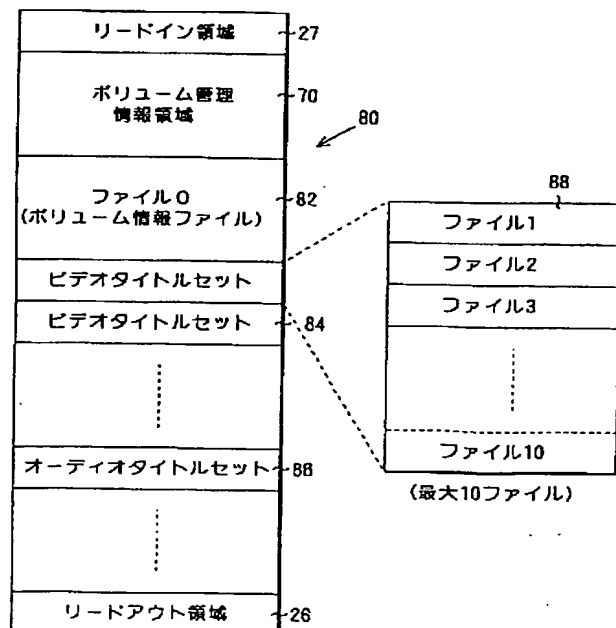 リードイン領域
27
ボリューム管理
情報領域
70
80
ファイル0
(ボリューム情報ファイル)
82
ビデオタイトルセット
ビデオタイトルセット
84
オーディオタイトルセット
88
リードアウト領域
26
88
ファイル1
ファイル2
ファイル3
ファイル10
(最大10ファイル)